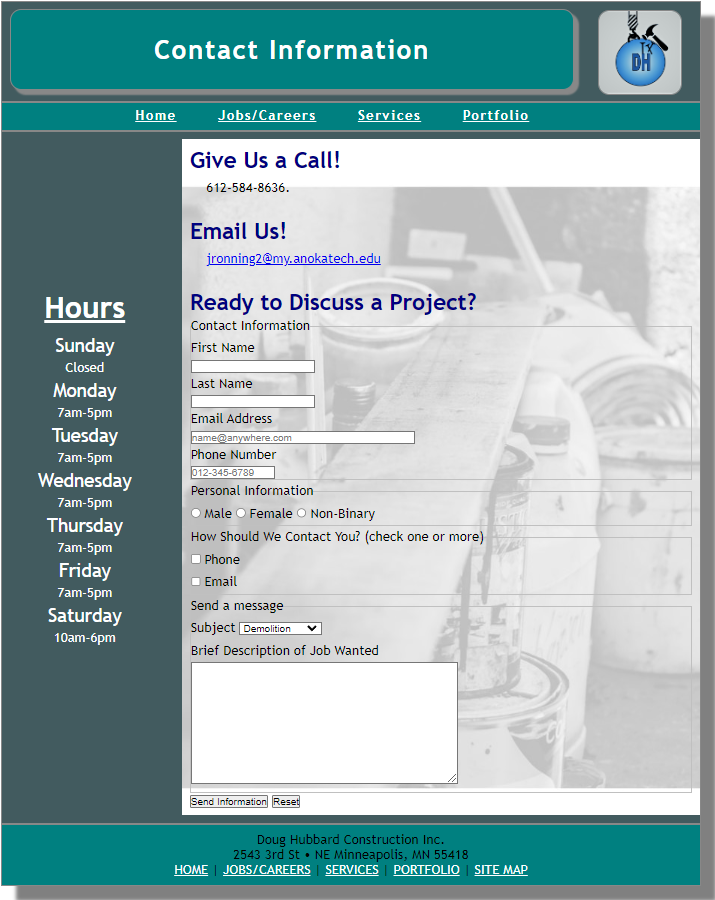 Contact Information
DH
Home Jobs/Careers Services Portfolio
Hours
Sunday
Closed
Monday
7am-5pm
Tuesday
7am-5pm
Wednesday
7am-5pm
Thursday
7am-5pm
Friday
7am-5pm
Saturday
10am-6pm
Give Us a Call!
612-584-8636.
Email Us!
jronning2@my.anokatech.edu
Ready to Discuss a Project?
Contact Information
First Name
Last Name
Email Address
name@anywhere.com
Phone Number
012-345-6789
Personal Information
Male Female Non-Binary
How Should We Contact You? (check one or more)
Phone
Email
Send a message
Subject Demolition
Brief Description of Job Wanted
Send Information Reset
Doug Hubbard Construction Inc.
2543 3rd St • NE Minneapolis, MN 55418
HOME | JOBS/CAREERS | SERVICES | PORTFOLIO | SITE MAP